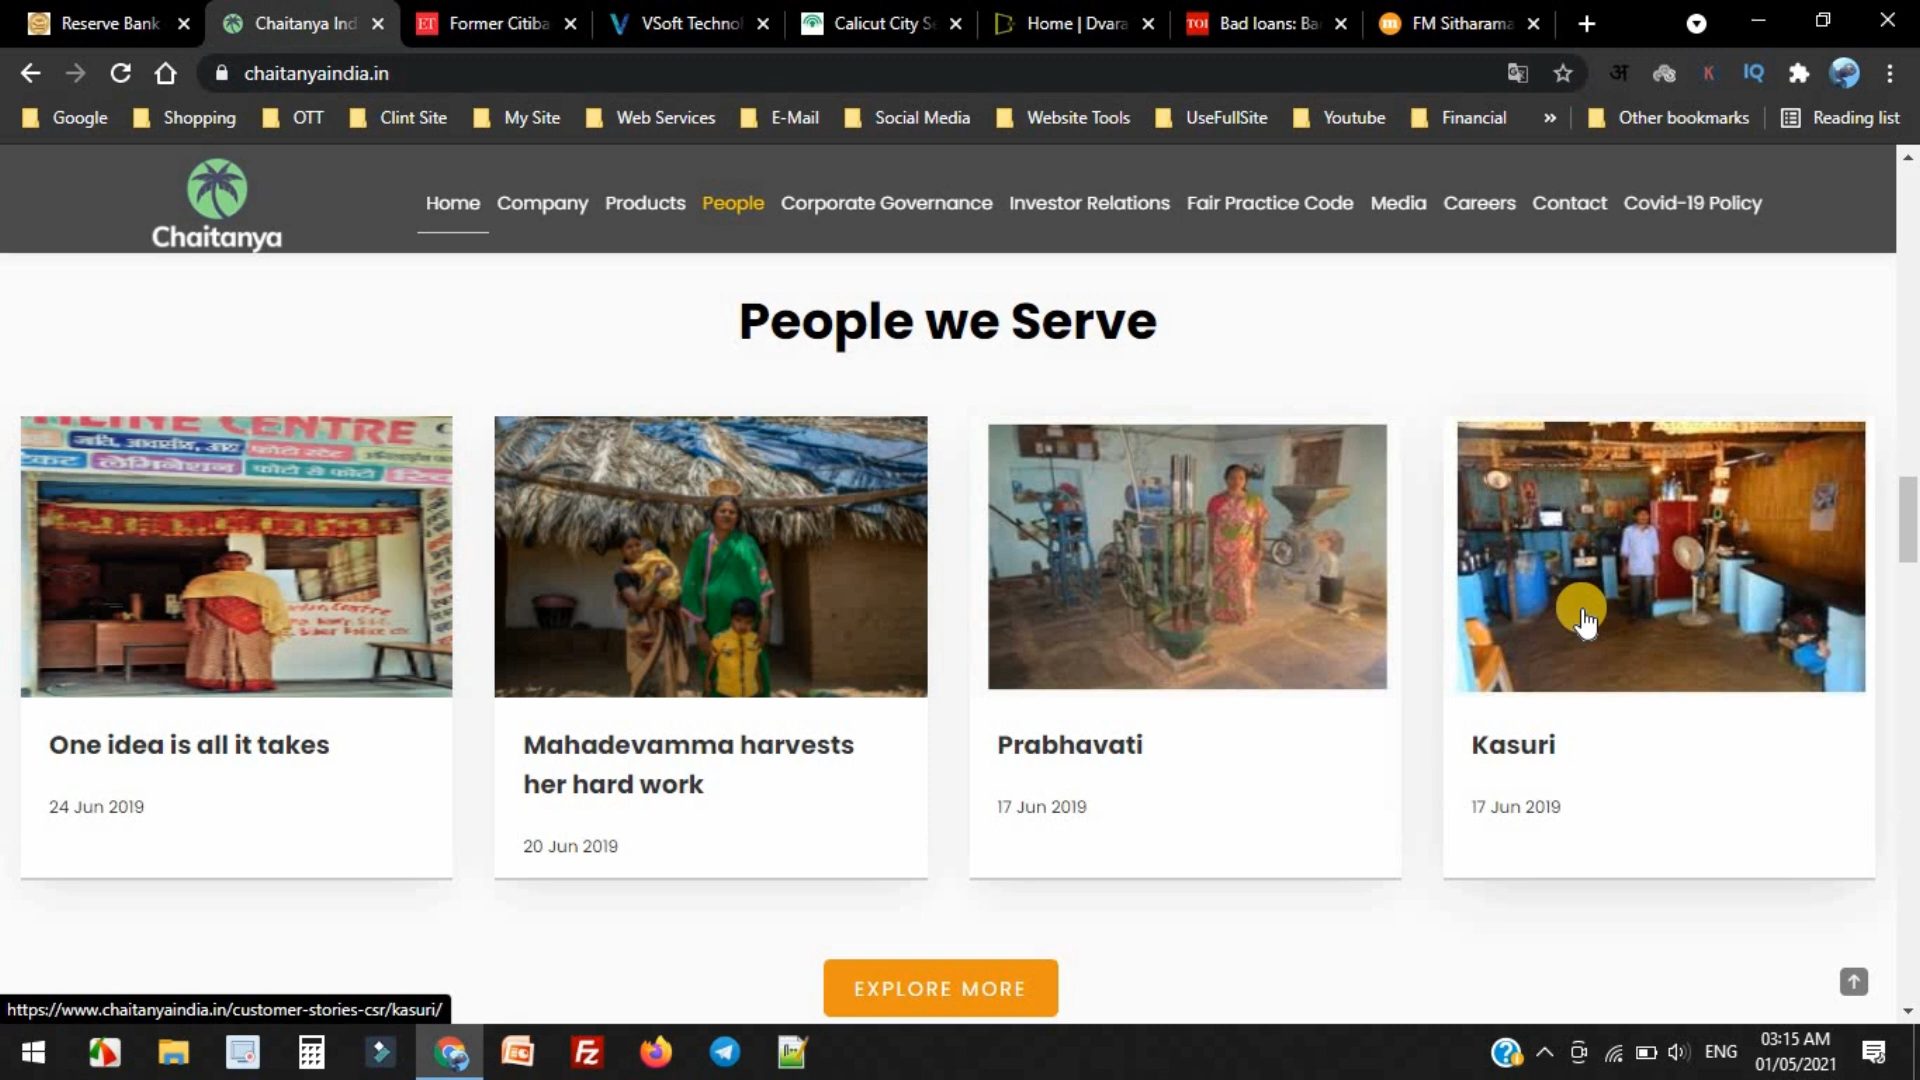 Reserve Bank
Chaitanya Ind
Former Citiba
VSoft Technol
Calicut City Se
Home | Dvara
Bad loans: Ba
FM Sitharama
chaitanyaindia.in
Google
Shopping
OTT
Clint Site
My Site
Web Services
E-Mail
Social Media
Website Tools
UseFullSite
Youtube
Financial
»
Other bookmarks
Reading list
Chaitanya
Home
Company
Products
People
Corporate Governance
Investor Relations
Fair Practice Code
Media
Careers
Contact
Covid-19 Policy
People we Serve
CENTRE
जाति, आवासीय, आय
फोटो स्टेट
लेमिनेशन
फोटो से फोटो
One idea is all it takes
24 Jun 2019
Mahadevamma harvests
her hard work
20 Jun 2019
Prabhavati
17 Jun 2019
Kasuri
17 Jun 2019
EXPLORE MORE
https://www.chaitanyaindia.in/customer-stories-csr/kasuri/
ENG
03:15 AM
01/05/2021